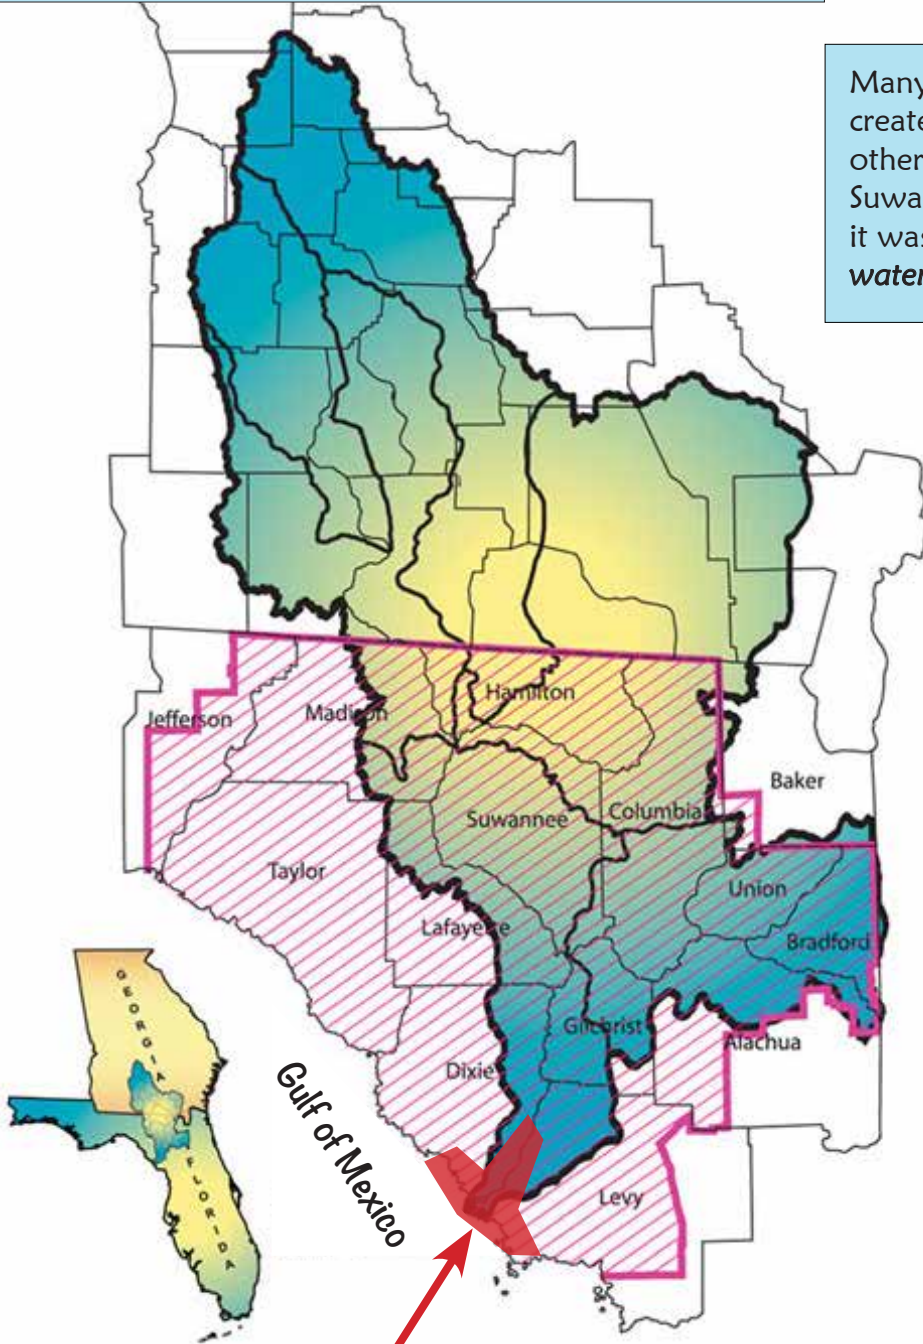 Many
create
other
Suwa
it was
water
Jefferson
Madison
Hamilton
Baker
Suwannee
Columbia
Taylor
Union
Lafayette
Bradford
Gilchrist
Alachua
Dixie
Levy
Gulf of Mexico
GEORGIA
FLORIDA